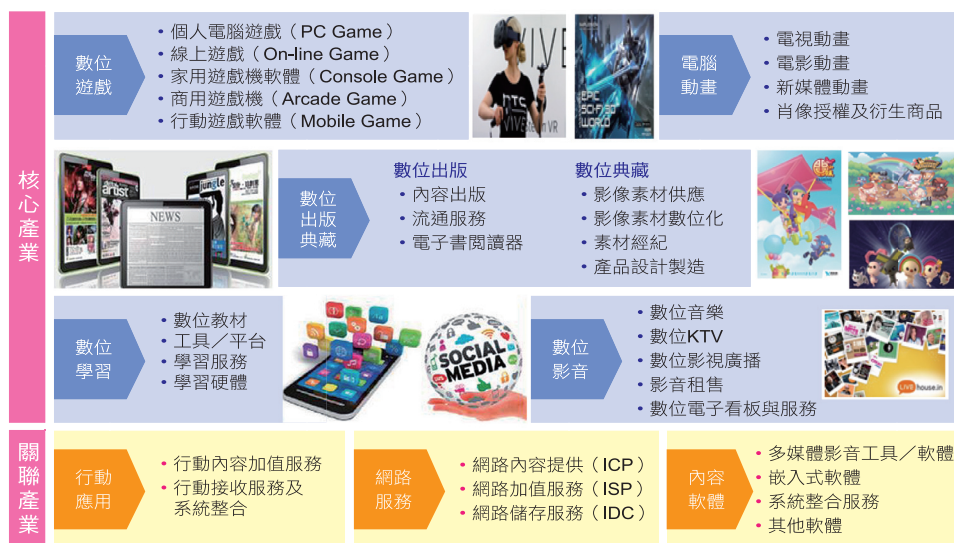 核心產業
數位
遊戲
• 個人電腦遊戲（PC Game）
• 線上遊戲（On-line Game）
• 家用遊戲機軟體（Console Game）
• 商用遊戲機（Arcade Game）
• 行動遊戲軟體（Mobile Game）
VIVE
HTC
VIVE
EPIC
SCI-FI 3D
WORLD
電腦
動畫
• 電視動畫
• 電影動畫
• 新媒體動畫
• 肖像授權及衍生商品
artist
NEWS
jungle
數位
出版
典藏
數位出版
• 內容出版
• 流通服務
• 電子書閱讀器
數位典藏
• 影像素材供應
• 影像素材數位化
• 素材經紀
• 產品設計製造
數位
學習
• 數位教材
• 工具／平台
• 學習服務
• 學習硬體
SOCIAL
MEDIA
數位
影音
• 數位音樂
• 數位KTV
• 數位影視廣播
• 影音租售
• 數位電子看板與服務
LIVEhouse.in
關聯產業
行動
應用
• 行動內容加值服務
• 行動接收服務及
系統整合
網路
服務
• 網路內容提供（ICP）
• 網路加值服務（ISP）
• 網路儲存服務（IDC）
內容
軟體
• 多媒體影音工具／軟體
• 嵌入式軟體
• 系統整合服務
• 其他軟體